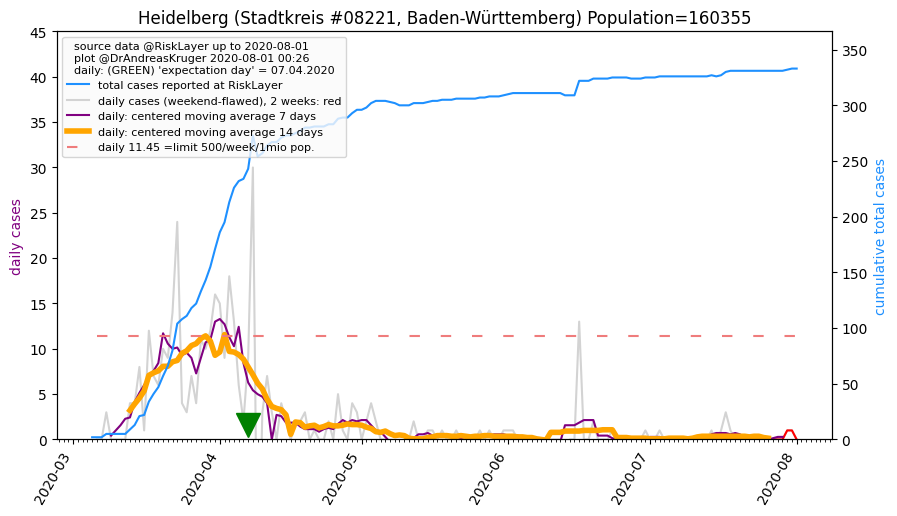 Heidelberg (Stadtkreis #08221, Baden-Württemberg) Population=160355
source data @RiskLayer up to 2020-08-01
plot @DrAndreasKruger 2020-08-01 00:26
daily: (GREEN) 'expectation day' = 07.04.2020
total cases reported at RiskLayer
daily cases (weekend-flawed), 2 weeks: red
daily: centered moving average 7 days
daily: centered moving average 14 days
daily 11.45 =limit 500/week/1mio pop.
daily cases
45
40
35
30
25
20
15
10
5
0
cumulative total cases
350
300
250
200
150
100
50
0
2020-03
2020-04
2020-05
2020-06
2020-07
2020-08